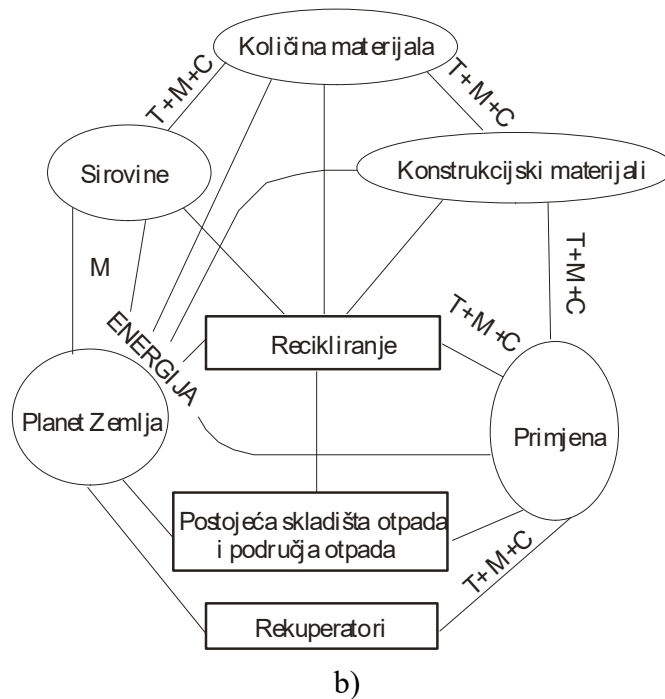 Količina materijala
T+M+C
T+M+C
Sirovine
Konstrukcijski materijali
M
T+M+C
ENERGIJA
Recikliranje
T+M+C
Planet Zemlja
Primjena
Postojeća skladišta otpada
i područja otpada
T+M+C
Rekuperatori
b)